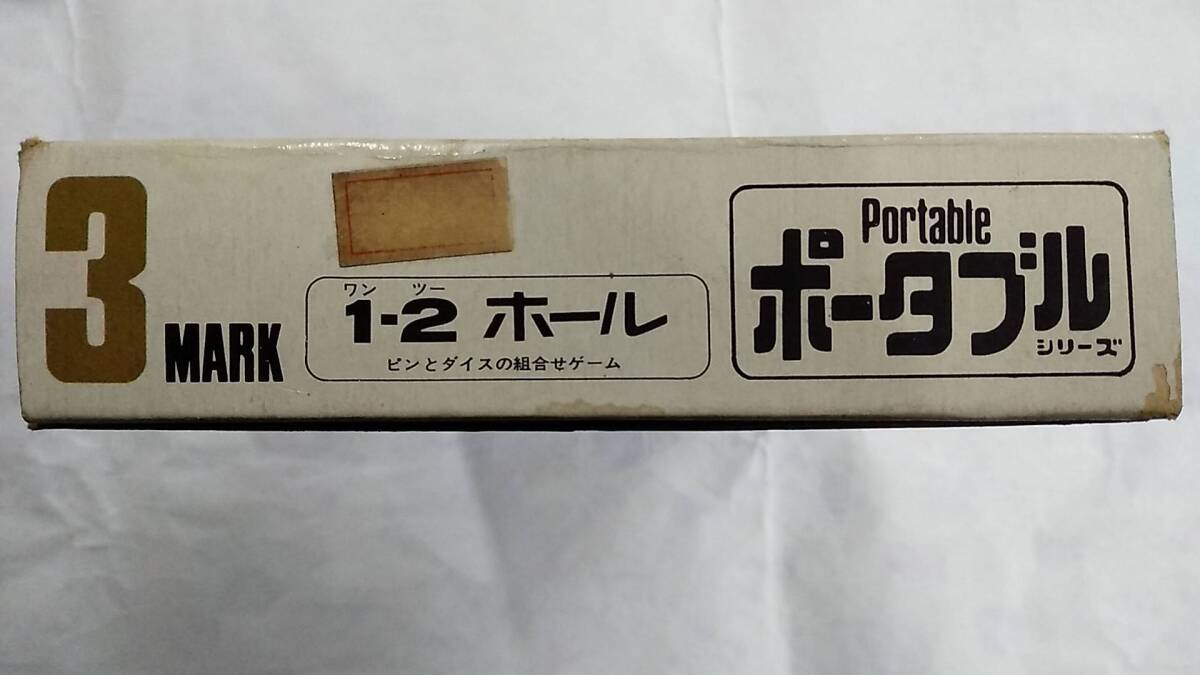 3 MARK
ワン ツー
1-2 ホール
ピンとダイスの組合せゲーム
Portable
ポータブル
シリーズ